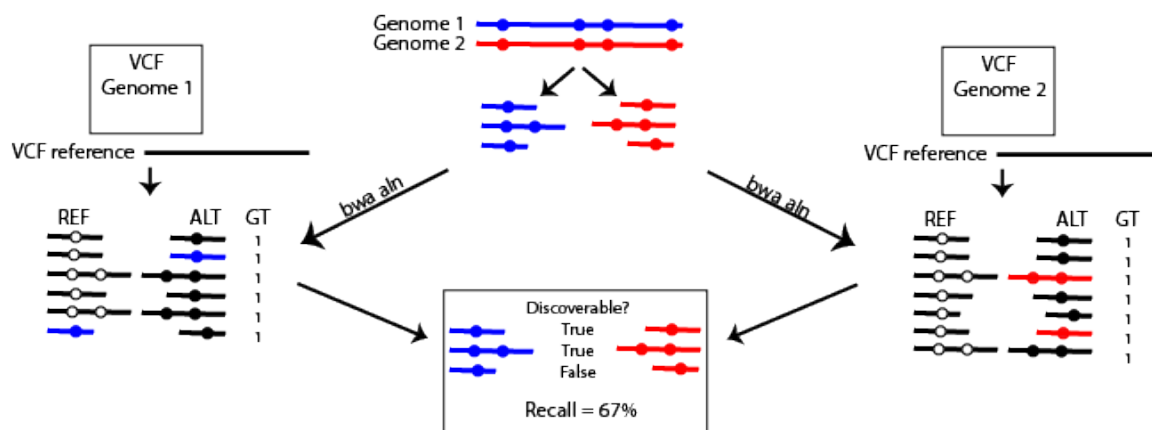 Genome 1
Genome 2
VCF
Genome 1
VCF reference
bwa aln
REF ALT GT
1
1
1
1
1
1
VCF
Genome 2
VCF reference
bwa aln
REF ALT GT
1
1
1
1
1
1
1
Discoverable?
True
True
False
Recall = 67%